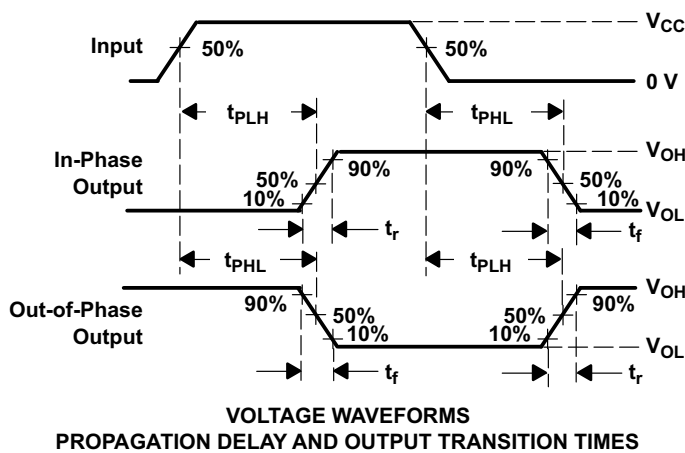 V_CC
Input 50% 50%
0 V
t_PLH t_PHL
In-Phase
Output
V_OH
90% 90%
50% 50%
10% 10%
V_OL
t_r t_f
t_PHL t_PLH
Out-of-Phase
Output
V_OH
90% 90%
50% 50%
10% 10%
V_OL
t_f t_r
VOLTAGE WAVEFORMS
PROPAGATION DELAY AND OUTPUT TRANSITION TIMES